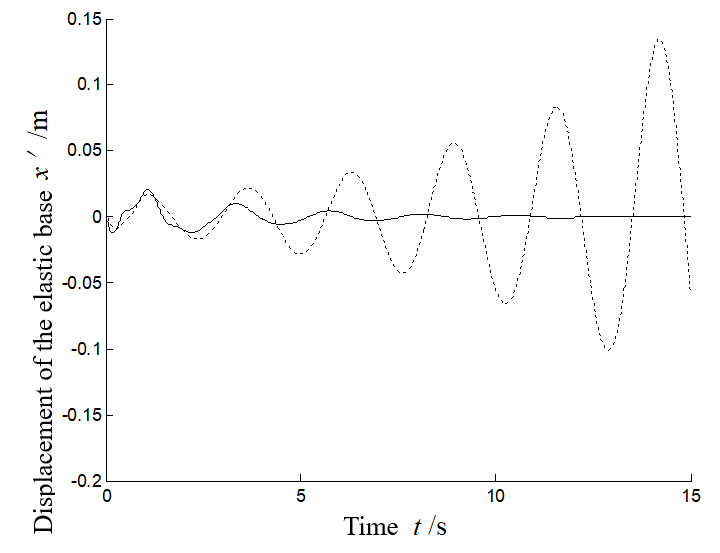 Displacement of the elastic base x ′ /m
0.15
0.1
0.05
0
-0.05
-0.1
-0.15
-0.2
0 5 10 15
Time t /s